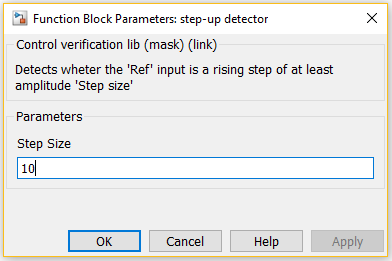 Function Block Parameters: step-up detector
Control verification lib (mask) (link)
Detects wheter the 'Ref' input is a rising step of at least
amplitude 'Step size'
Parameters
Step Size
10
OK Cancel Help Apply